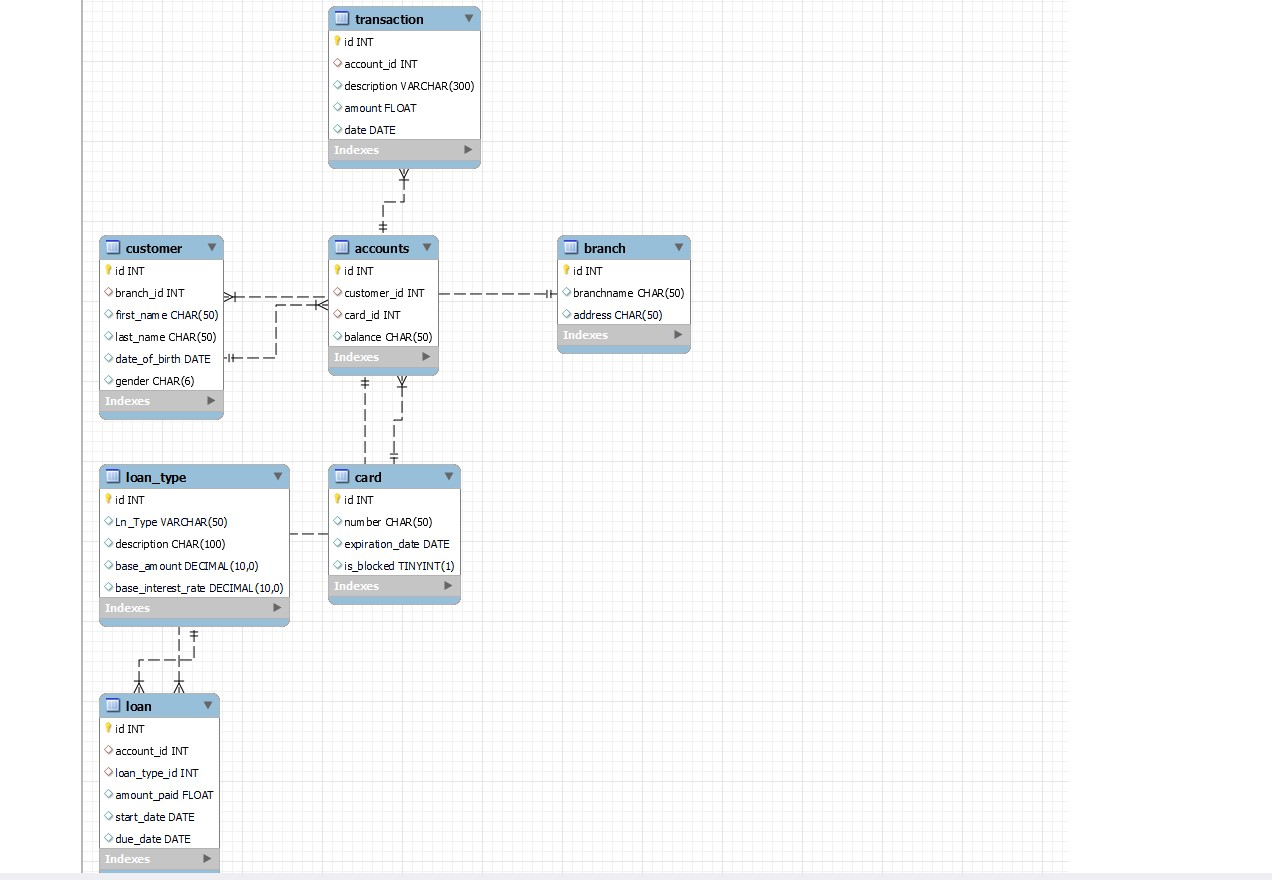 transaction
id INT
account_id INT
description VARCHAR(300)
amount FLOAT
date DATE
Indexes
customer
id INT
branch_id INT
first_name CHAR(50)
last_name CHAR(50)
date_of_birth DATE
gender CHAR(6)
Indexes
accounts
id INT
customer_id INT
card_id INT
balance CHAR(50)
Indexes
branch
id INT
branchname CHAR(50)
address CHAR(50)
Indexes
loan_type
id INT
Ln_Type VARCHAR(50)
description CHAR(100)
base_amount DECIMAL(10,0)
base_interest_rate DECIMAL(10,0)
Indexes
card
id INT
number CHAR(50)
expiration_date DATE
is_blocked TINYINT(1)
Indexes
loan
id INT
account_id INT
loan_type_id INT
amount_paid FLOAT
start_date DATE
due_date DATE
Indexes